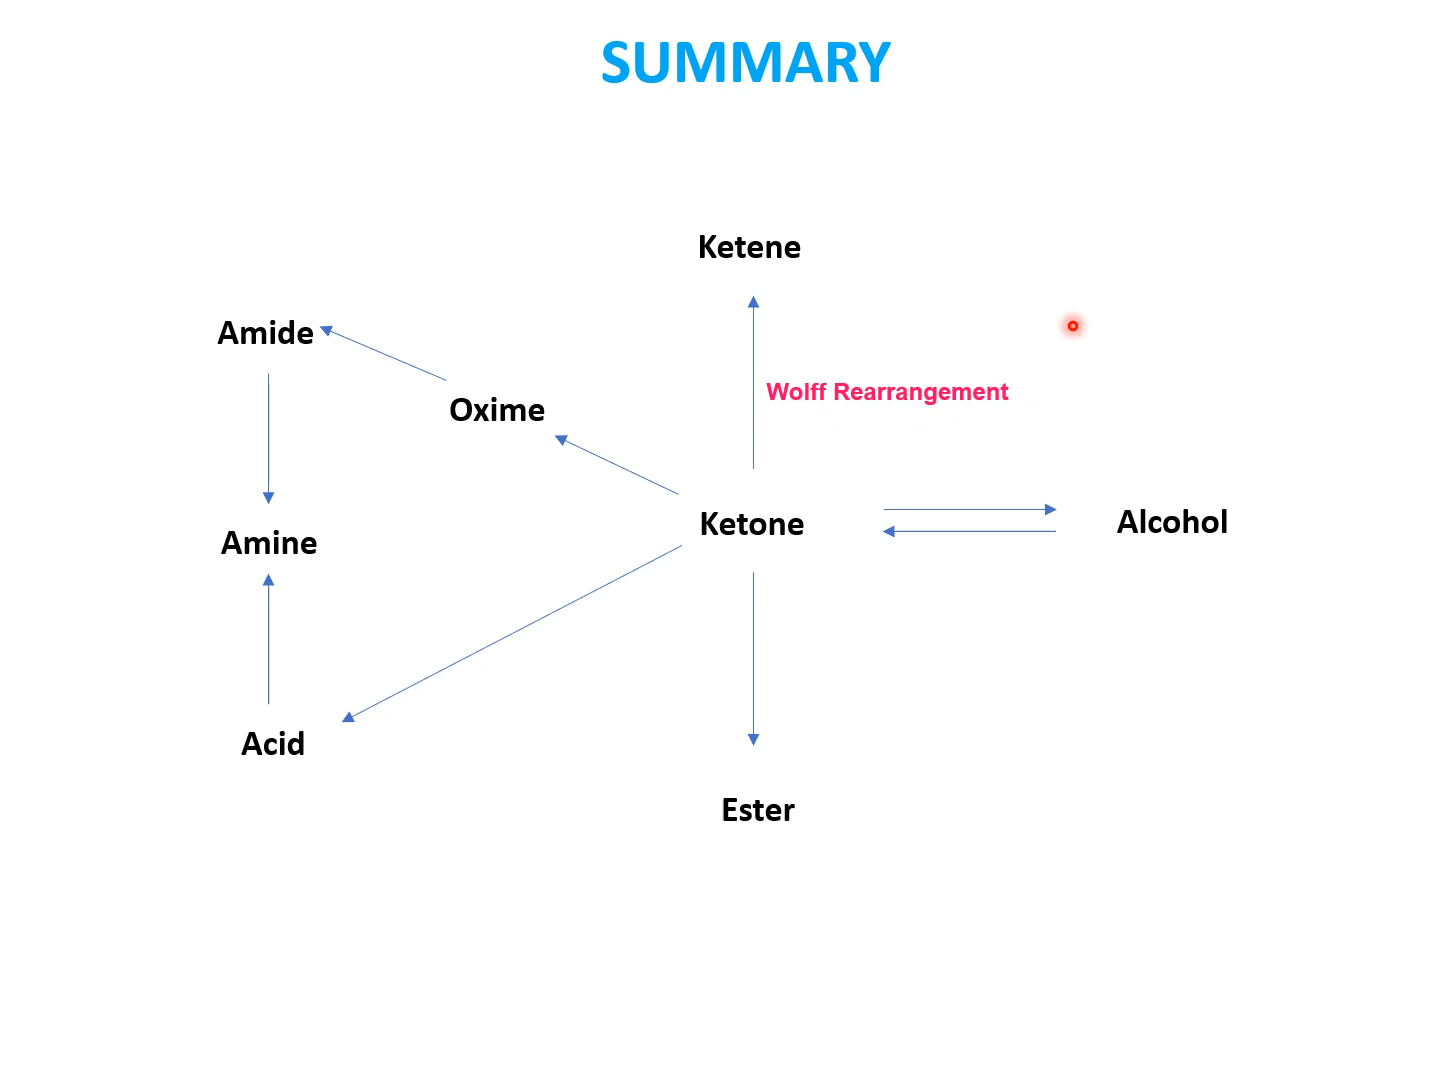 SUMMARY
Ketene
Amide
Wolff Rearrangement
Oxime
Ketone
Alcohol
Amine
Acid
Ester